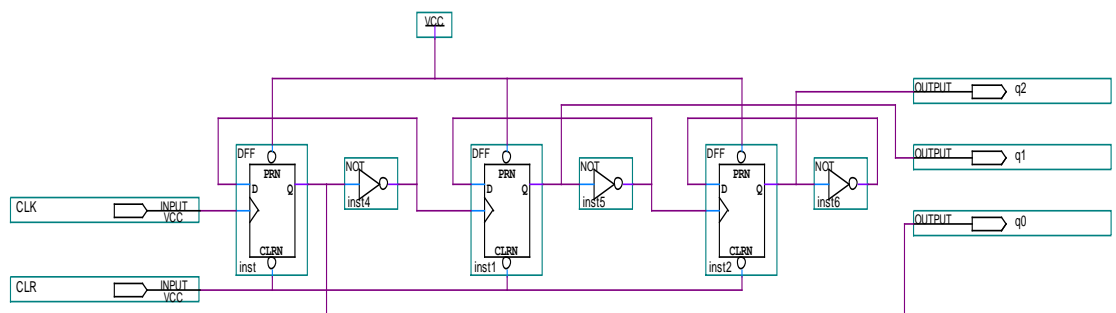 VCC
OUTPUT q2
DFF
PRN
D Q
CLRN
inst
NOT
inst4
DFF
PRN
D Q
CLRN
inst1
NOT
inst5
DFF
PRN
D Q
CLRN
inst2
NOT
inst6
OUTPUT q1
CLK INPUT
VCC
OUTPUT q0
CLR INPUT
VCC